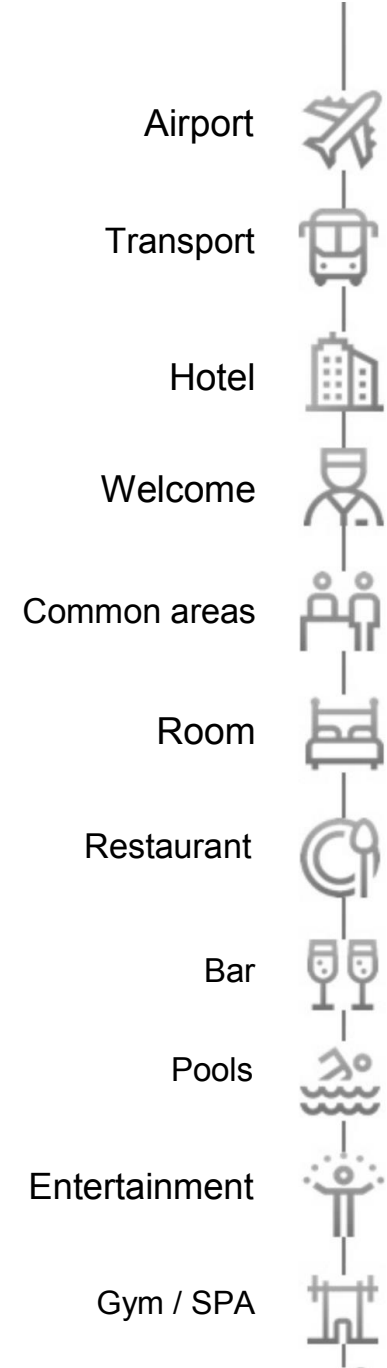 Airport
Transport
Hotel
Welcome
Common areas
Room
Restaurant
Bar
Pools
Entertainment
Gym / SPA